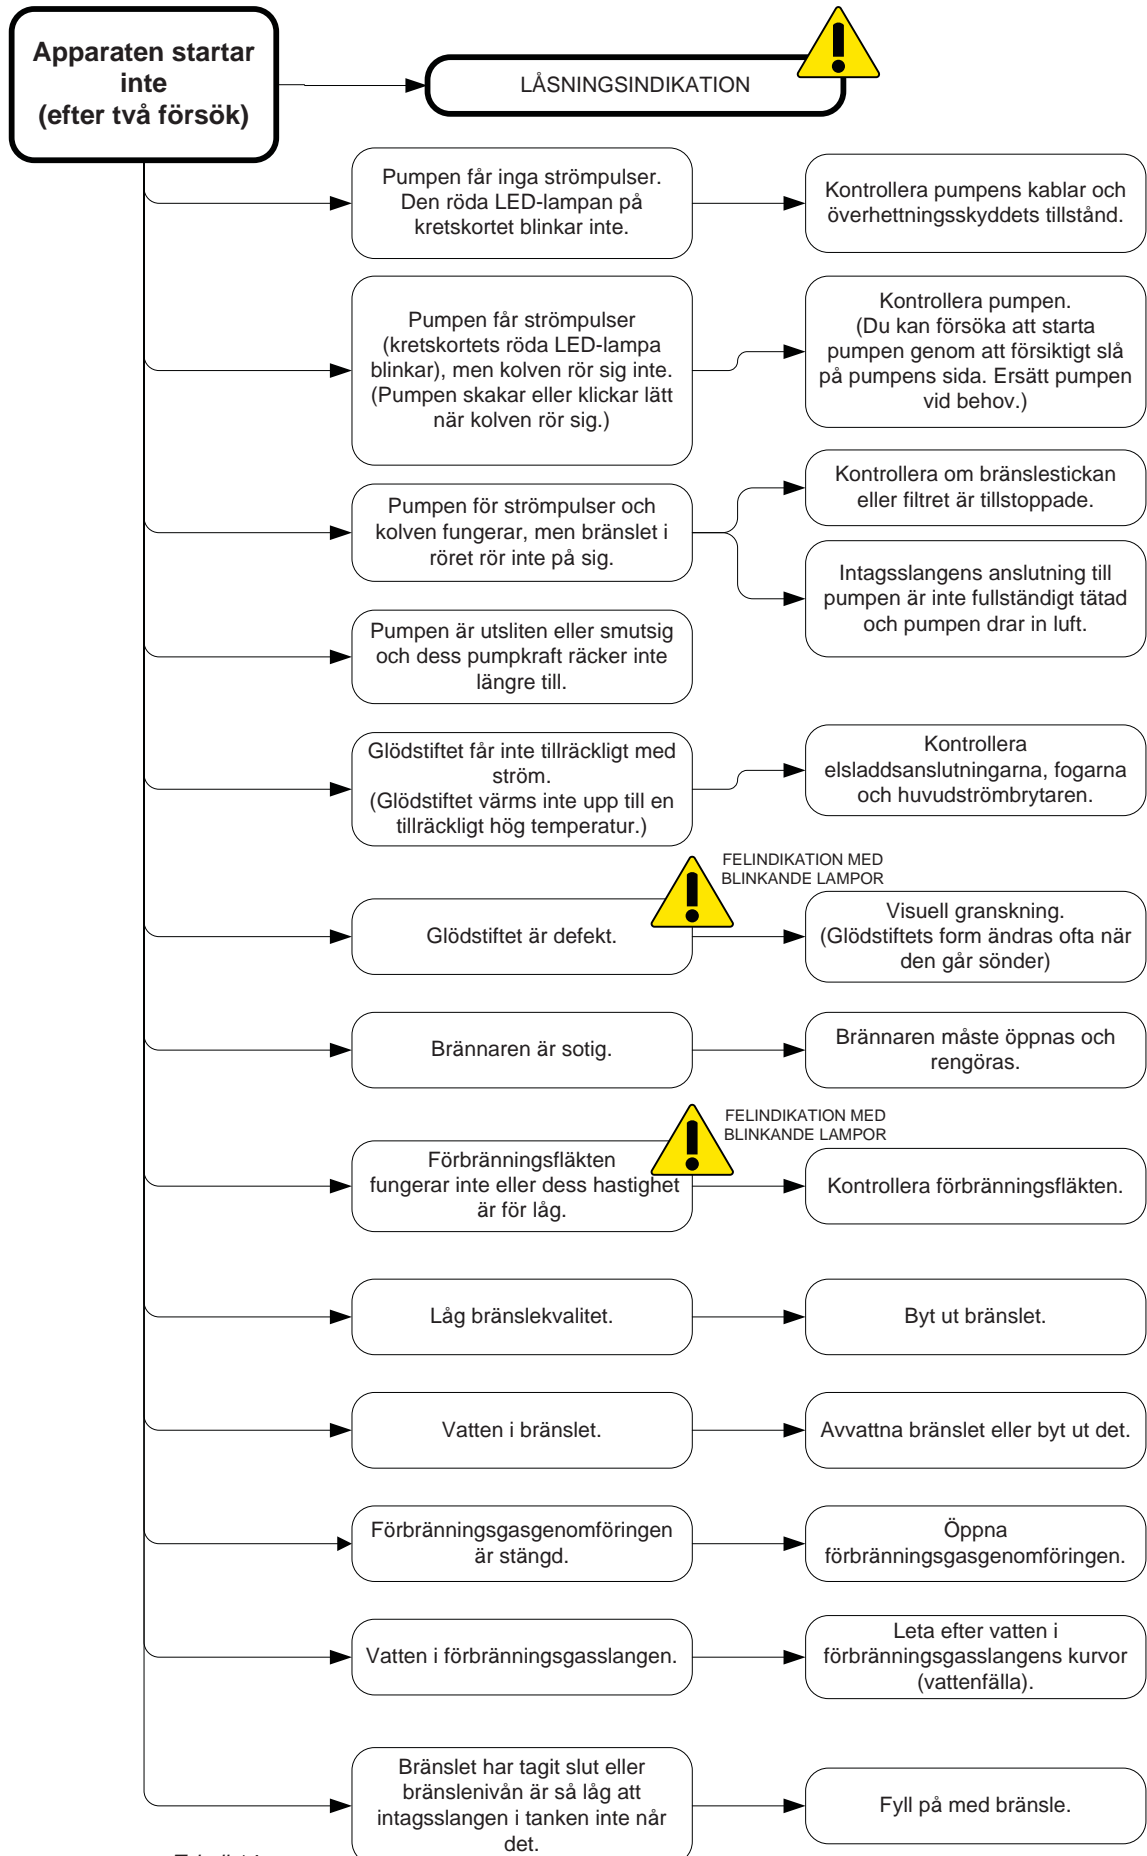 Apparaten startar
inte
(efter två försök)
LÅSNINGSINDIKATION
Pumpen får inga strömpulser.
Den röda LED-lampan på
kretskortet blinkar inte.
Kontrollera pumpens kablar och
överhettningsskyddets tillstånd.
Pumpen får strömpulser
(kretskortets röda LED-lampa
blinkar), men kolven rör sig inte.
(Pumpen skakar eller klickar lätt
när kolven rör sig.)
Kontrollera pumpen.
(Du kan försöka att starta
pumpen genom att försiktigt slå
på pumpens sida. Ersätt pumpen
vid behov.)
Pumpen för strömpulser och
kolven fungerar, men bränslet i
röret rör inte på sig.
Kontrollera om bränslestickan
eller filtret är tillstoppade.
Intagsslangens anslutning till
pumpen är inte fullständigt tätad
och pumpen drar in luft.
Pumpen är utsliten eller smutsig
och dess pumpkraft räcker inte
längre till.
Glödstiftet får inte tillräckligt med
ström.
(Glödstiftet värms inte upp till en
tillräckligt hög temperatur.)
Kontrollera
elsladdsanslutningarna, fogarna
och huvudströmbrytaren.
FELINDIKATION MED
BLINKANDE LAMPOR
Glödstiftet är defekt.
Visuell granskning.
(Glödstiftets form ändras ofta när
den går sönder)
Brännaren är sotig.
Brännaren måste öppnas och
rengöras.
FELINDIKATION MED
BLINKANDE LAMPOR
Förbränningsfläkten
fungerar inte eller dess hastighet
är för låg.
Kontrollera förbränningsfläkten.
Låg bränslekvalitet.
Byt ut bränslet.
Vatten i bränslet.
Avvattna bränslet eller byt ut det.
Förbränningsgasgenomföringen
är stängd.
Öppna
förbränningsgasgenomföringen.
Vatten i förbränningsgasslangen.
Leta efter vatten i
förbränningsgasslangens kurvor
(vattenfälla).
Bränslet har tagit slut eller
bränslenivån är så låg att
intagsslangen i tanken inte når
det.
Fyll på med bränsle.